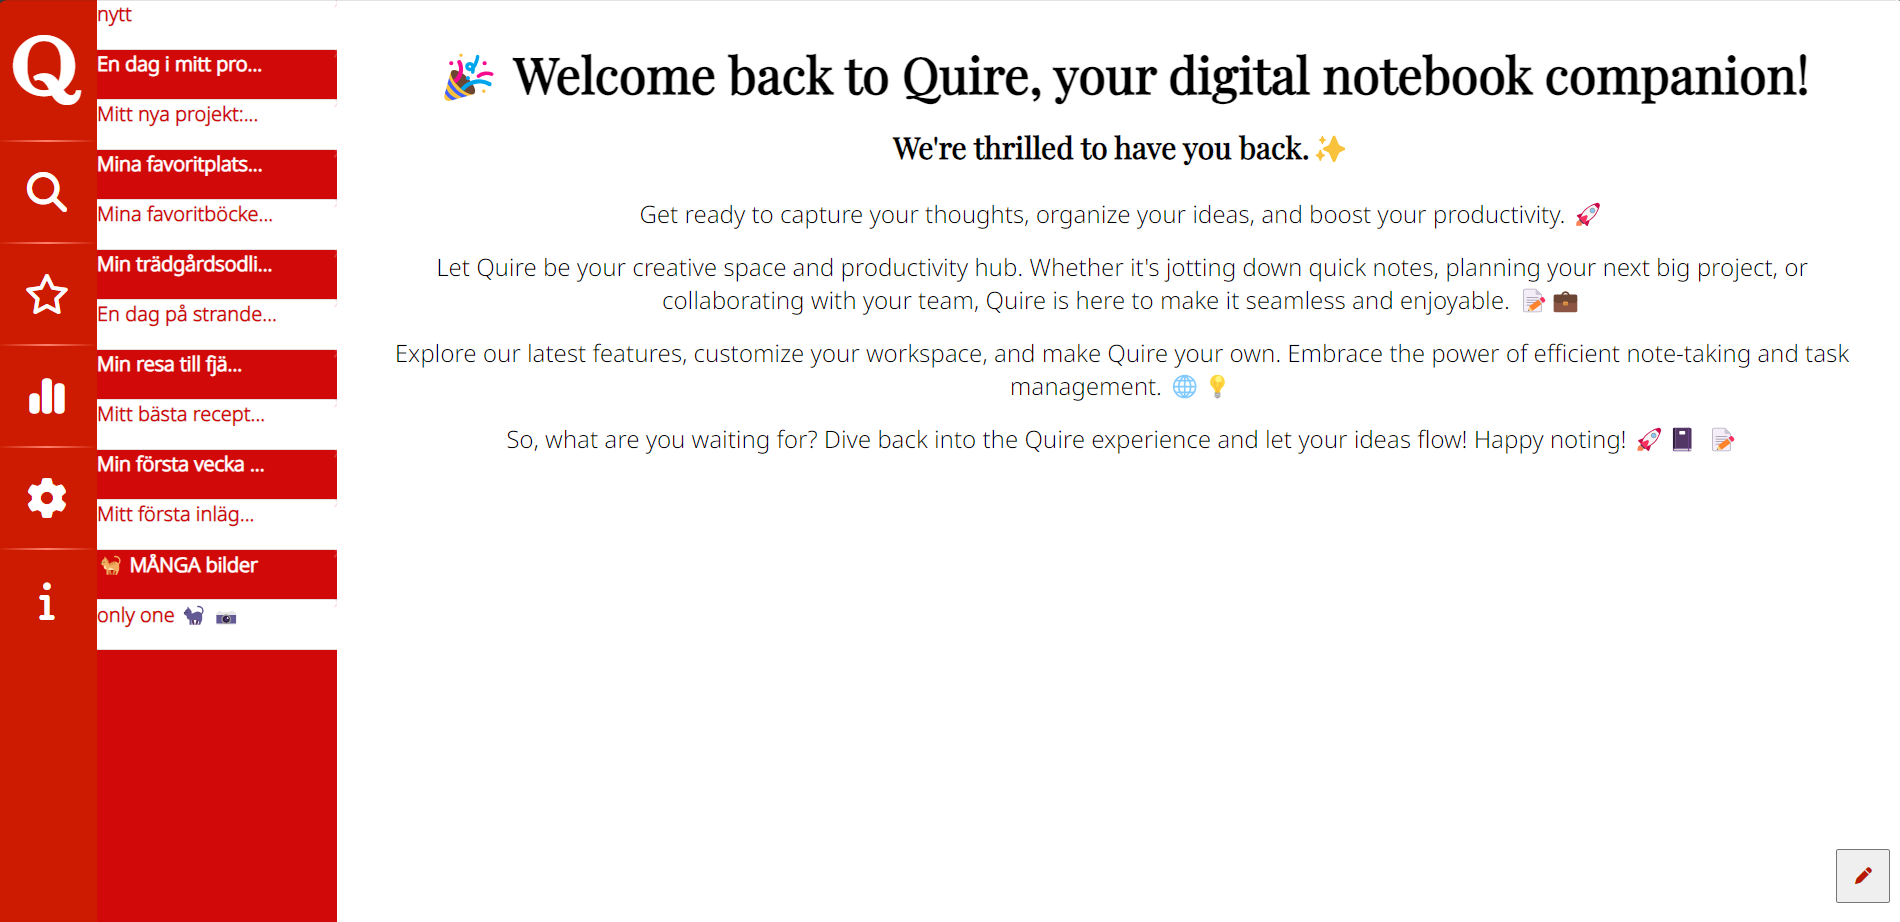 Q
nytt
En dag i mitt pro...
Mitt nya projekt:...
Mina favoritplats...
Mina favoritböcke...
Min trädgårdsodli...
En dag på strande...
Min resa till fjä...
Mitt bästa recept...
Min första vecka ...
Mitt första inläg...
🐈 MÅNGA bilder
only one 🐈‍⬛ 📷
🎉 Welcome back to Quire, your digital notebook companion!
We're thrilled to have you back.✨
Get ready to capture your thoughts, organize your ideas, and boost your productivity. 🚀
Let Quire be your creative space and productivity hub. Whether it's jotting down quick notes, planning your next big project, or
collaborating with your team, Quire is here to make it seamless and enjoyable. 📝💼
Explore our latest features, customize your workspace, and make Quire your own. Embrace the power of efficient note-taking and task
management. 🌐💡
So, what are you waiting for? Dive back into the Quire experience and let your ideas flow! Happy noting! 🚀📓 📝